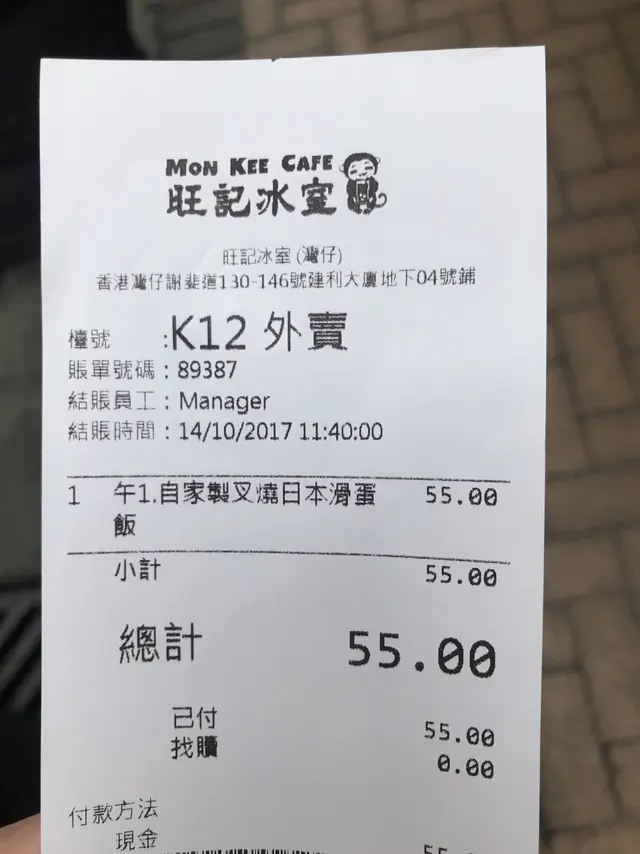 MON KEE CAFE
旺記冰室
旺記冰室 (灣仔)
香港灣仔謝斐道130-146號建利大廈地下04號鋪
檯號 :K12 外賣
賬單號碼 : 89387
結賬員工 : Manager
結賬時間 : 14/10/2017 11:40:00
1 午1.自家製叉燒日本滑蛋 55.00
飯
小計 55.00
總計 55.00
已付 55.00
找贖 0.00
付款方法
現金